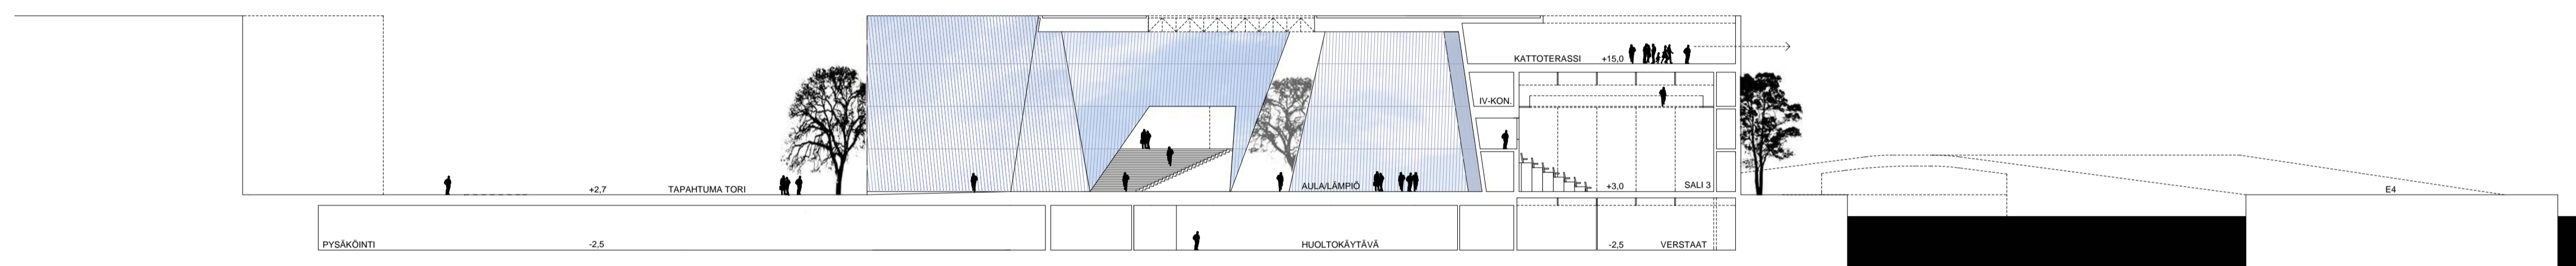 KATTOTERASSI +15,0
IV-KON.
+2,7 TAPAHTUMA TORI
AULA/LÄMPIÖ
+3,0 SALI 3
E4
PYSÄKÖINTI -2,5
HUOLTOKÄYTÄVÄ
-2,5 VERSTAAT